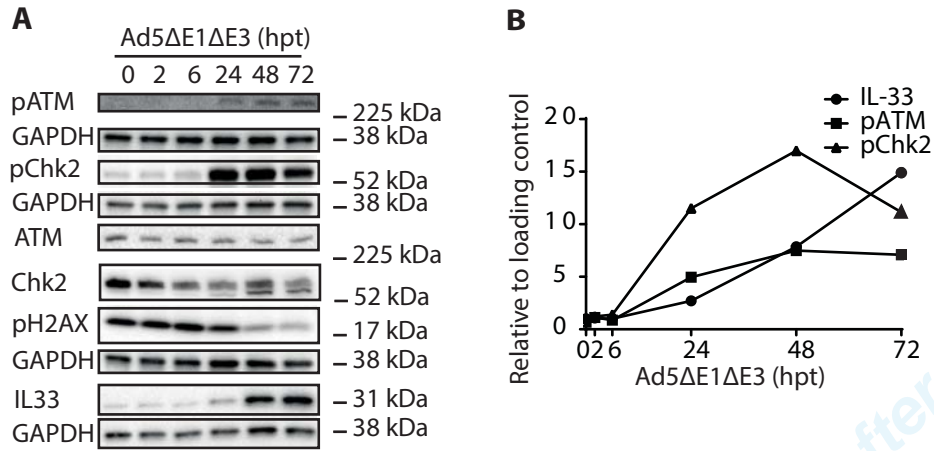 A
Ad5ΔE1ΔE3 (hpt)
0 2 6 24 48 72
pATM
225 kDa
GAPDH
38 kDa
pChk2
52 kDa
GAPDH
38 kDa
ATM
225 kDa
Chk2
52 kDa
pH2AX
17 kDa
GAPDH
38 kDa
IL33
31 kDa
GAPDH
38 kDa
B
IL-33
pATM
pChk2
Relative to loading control
20
15
10
5
0
0 2 6 24 48 72
Ad5ΔE1ΔE3 (hpt)
fter